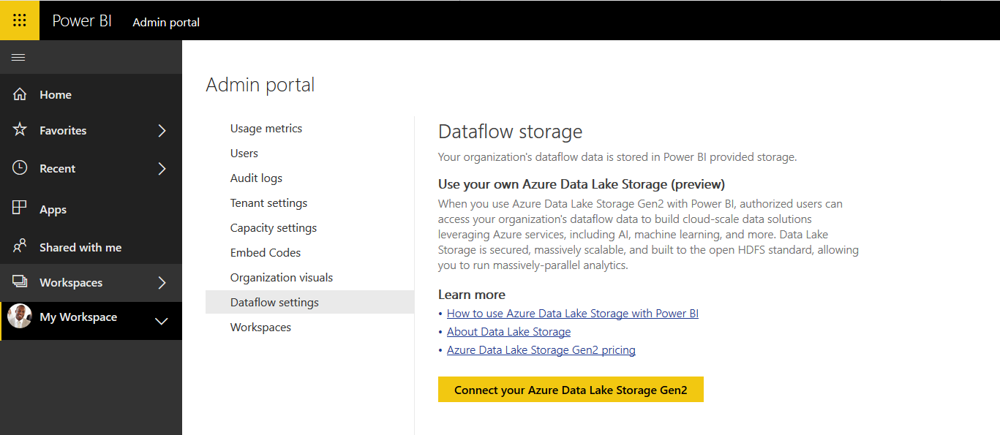 Power BI
Admin portal
Home
Favorites
Recent
Apps
Shared with me
Workspaces
My Workspace
Admin portal
Usage metrics
Users
Audit logs
Tenant settings
Capacity settings
Embed Codes
Organization visuals
Dataflow settings
Workspaces
Dataflow storage
Your organization's dataflow data is stored in Power BI provided storage.
Use your own Azure Data Lake Storage (preview)
When you use Azure Data Lake Storage Gen2 with Power BI, authorized users can
access your organization's dataflow data to build cloud-scale data solutions
leveraging Azure services, including AI, machine learning, and more. Data Lake
Storage is secured, massively scalable, and built to the open HDFS standard, allowing
you to run massively-parallel analytics.
Learn more
• How to use Azure Data Lake Storage with Power BI
• About Data Lake Storage
• Azure Data Lake Storage Gen2 pricing
Connect your Azure Data Lake Storage Gen2